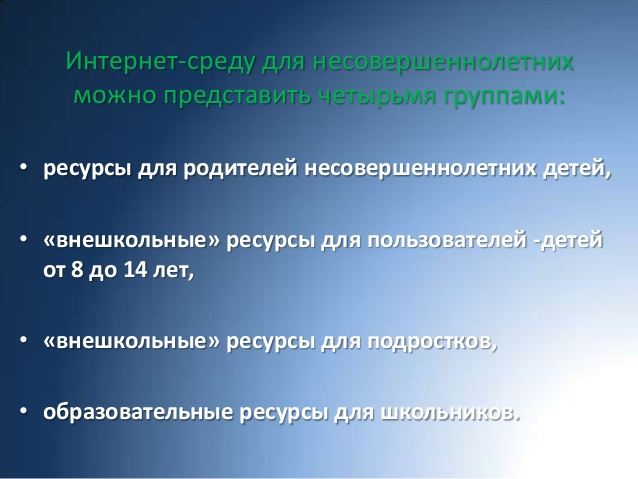 Интернет-среду для несовершеннолетних
можно представить четырьмя группами:
• ресурсы для родителей несовершеннолетних детей,
• «внешкольные» ресурсы для пользователей -детей
от 8 до 14 лет,
• «внешкольные» ресурсы для подростков,
• образовательные ресурсы для школьников.